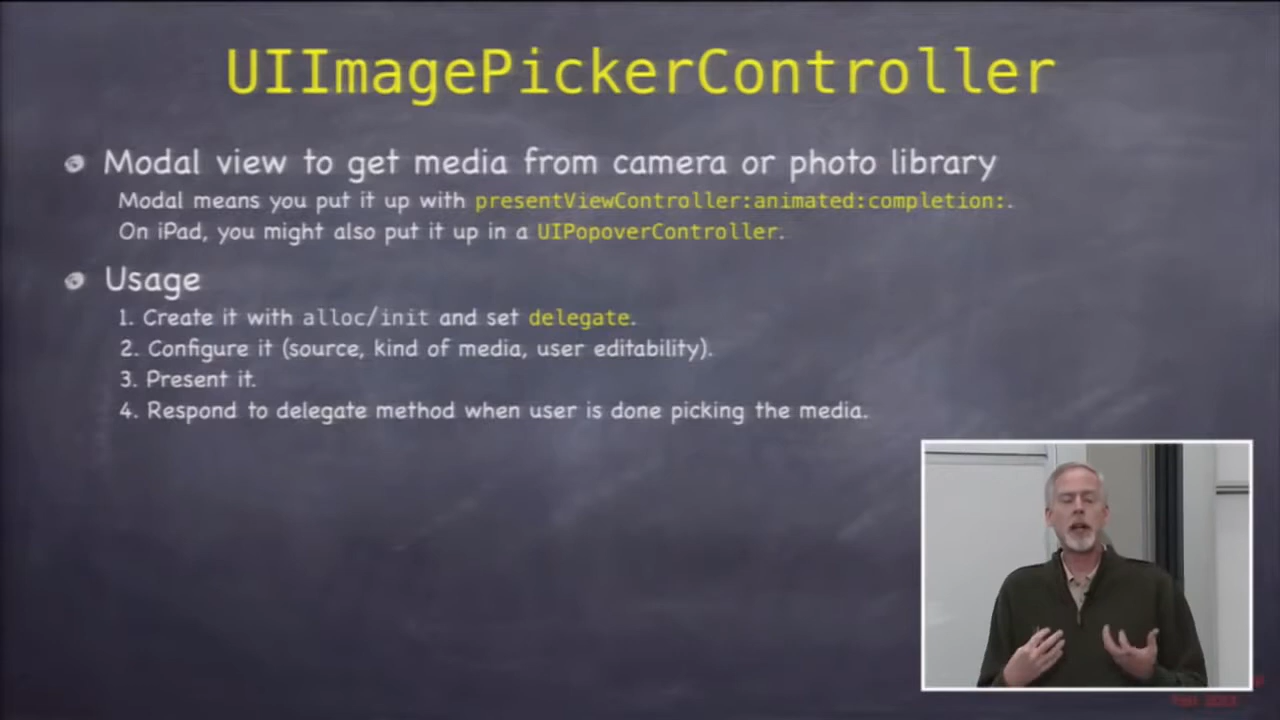 UIImagePickerController
Modal view to get media from camera or photo library
Modal means you put it up with presentViewController:animated:completion:.
On iPad, you might also put it up in a UIPopoverController.
Usage
1. Create it with alloc/init and set delegate.
2. Configure it (source, kind of media, user editability).
3. Present it.
4. Respond to delegate method when user is done picking the media.